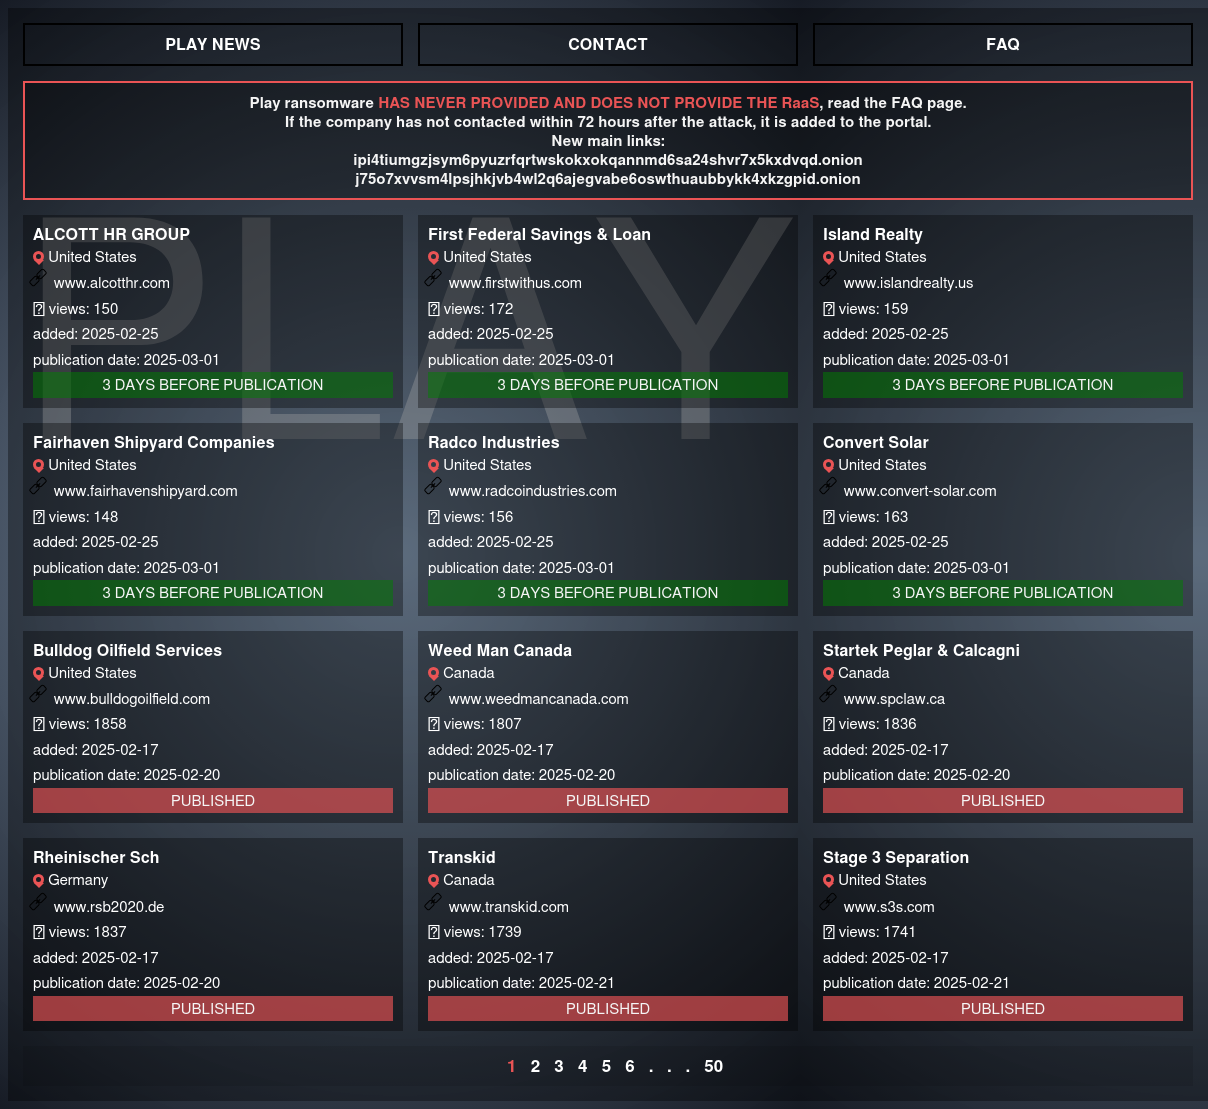 PLAY NEWS
CONTACT
FAQ
Play ransomware HAS NEVER PROVIDED AND DOES NOT PROVIDE THE RaaS, read the FAQ page.
If the company has not contacted within 72 hours after the attack, it is added to the portal.
New main links:
ipi4tiumgzjsym6pyuzrfqrtwskokxokqannmd6sa24shvr7x5kxdvqd.onion
j75o7xvvsm4lpsjhkjvb4wl2q6ajegvabe6oswthuaubbykk4xkzgpid.onion
PLAY
ALCOTT HR GROUP
United States
www.alcotthr.com
views: 150
added: 2025-02-25
publication date: 2025-03-01
3 DAYS BEFORE PUBLICATION
First Federal Savings & Loan
United States
www.firstwithus.com
views: 172
added: 2025-02-25
publication date: 2025-03-01
3 DAYS BEFORE PUBLICATION
Island Realty
United States
www.islandrealty.us
views: 159
added: 2025-02-25
publication date: 2025-03-01
3 DAYS BEFORE PUBLICATION
Fairhaven Shipyard Companies
United States
www.fairhavenshipyard.com
views: 148
added: 2025-02-25
publication date: 2025-03-01
3 DAYS BEFORE PUBLICATION
Radco Industries
United States
www.radcoindustries.com
views: 156
added: 2025-02-25
publication date: 2025-03-01
3 DAYS BEFORE PUBLICATION
Convert Solar
United States
www.convert-solar.com
views: 163
added: 2025-02-25
publication date: 2025-03-01
3 DAYS BEFORE PUBLICATION
Bulldog Oilfield Services
United States
www.bulldogoilfield.com
views: 1858
added: 2025-02-17
publication date: 2025-02-20
PUBLISHED
Weed Man Canada
Canada
www.weedmancanada.com
views: 1807
added: 2025-02-17
publication date: 2025-02-20
PUBLISHED
Startek Peglar & Calcagni
Canada
www.spclaw.ca
views: 1836
added: 2025-02-17
publication date: 2025-02-20
PUBLISHED
Rheinischer Sch
Germany
www.rsb2020.de
views: 1837
added: 2025-02-17
publication date: 2025-02-20
PUBLISHED
Transkid
Canada
www.transkid.com
views: 1739
added: 2025-02-17
publication date: 2025-02-21
PUBLISHED
Stage 3 Separation
United States
www.s3s.com
views: 1741
added: 2025-02-17
publication date: 2025-02-21
PUBLISHED
1 2 3 4 5 6 . . . 50